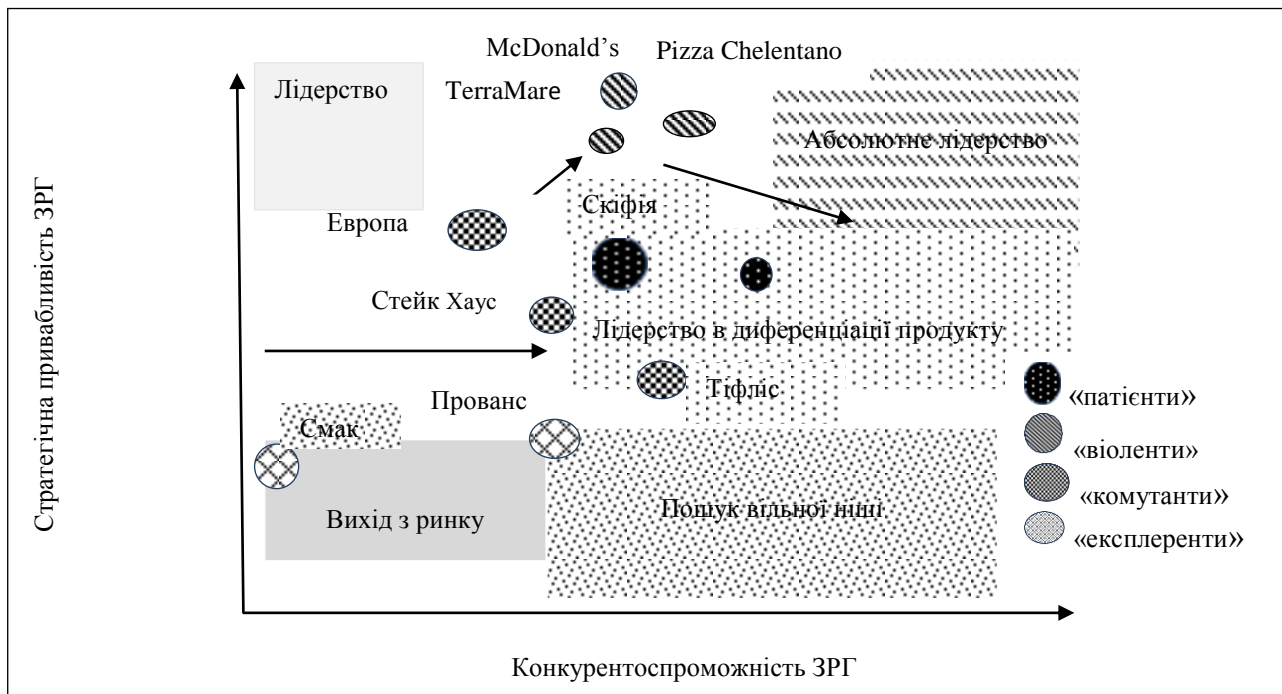 McDonald’s
Pizza Chelentano
Лідерство
TerraMare
Абсолютне лідерство
Скіфія
Европа
Стейк Хаус
Лідерство в диференціації продукту
Тіфліс
Прованс
«патієнти»
Смак
«віоленти»
«комутанти»
Вихід з ринку
Пошук вільної ніші
«експлеренти»
Стратегічна привабливість ЗРГ
Конкурентоспроможність ЗРГ